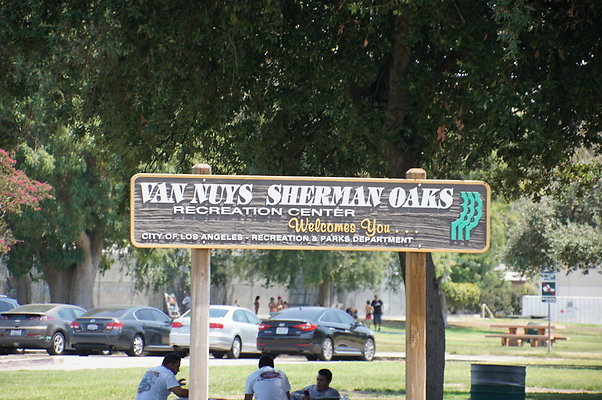 VAN NUYS SHERMAN OAKS
RECREATION CENTER
Welcomes You...
CITY OF LOS ANGELES - RECREATION & PARKS DEPARTMENT